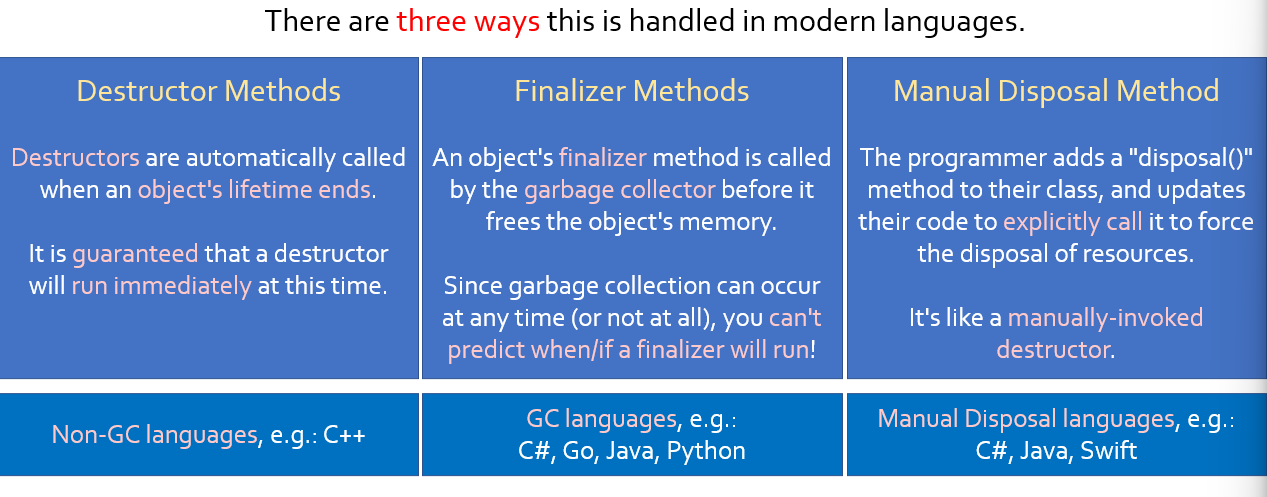 There are three ways this is handled in modern languages.
Destructor Methods
Destructors are automatically called
when an object's lifetime ends.
It is guaranteed that a destructor
will run immediately at this time.
Non-GC languages, e.g.: C++
Finalizer Methods
An object's finalizer method is called
by the garbage collector before it
frees the object's memory.
Since garbage collection can occur
at any time (or not at all), you can't
predict when/if a finalizer will run!
GC languages, e.g.:
C#, Go, Java, Python
Manual Disposal Method
The programmer adds a "disposal()"
method to their class, and updates
their code to explicitly call it to force
the disposal of resources.
It's like a manually-invoked
destructor.
Manual Disposal languages, e.g.:
C#, Java, Swift